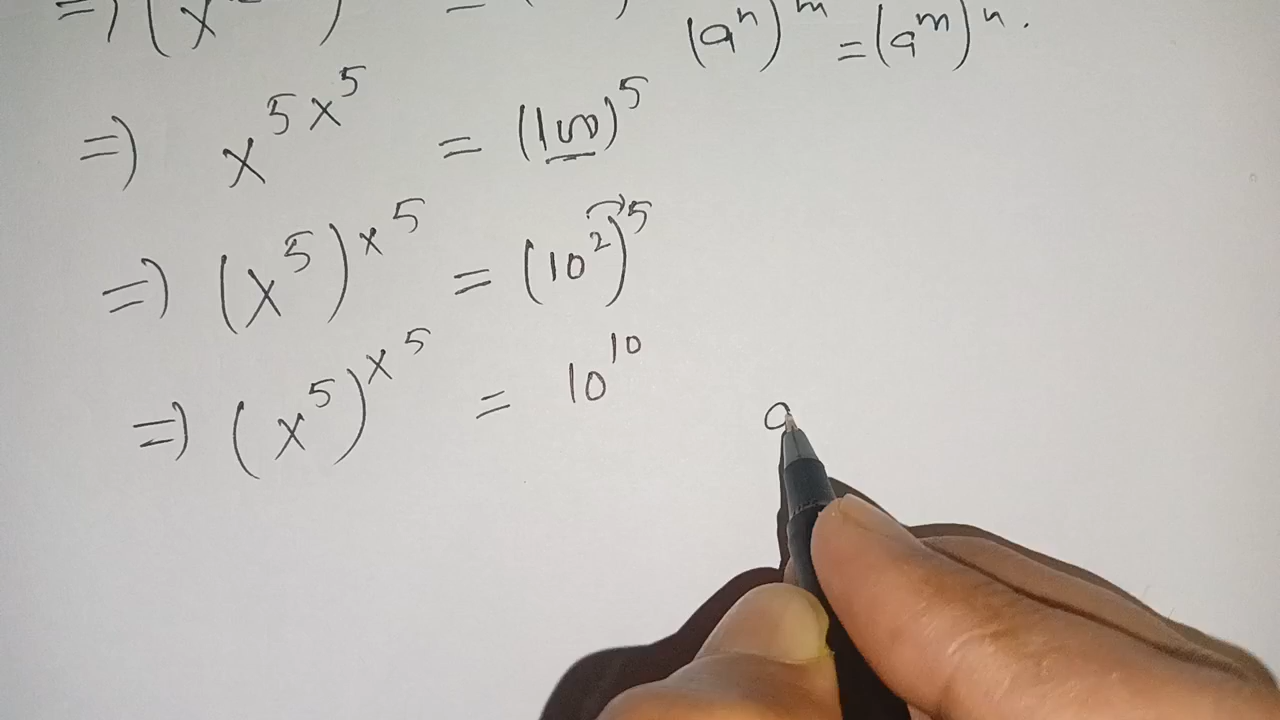 => (x = (
(a^n)^m = (a^m)^n.
=> x^{5x^5} = (100)^5
=> (x^5)^{x^5} = (10^2)^5
=> (x^5)^{x^5} = 10^{10}
a